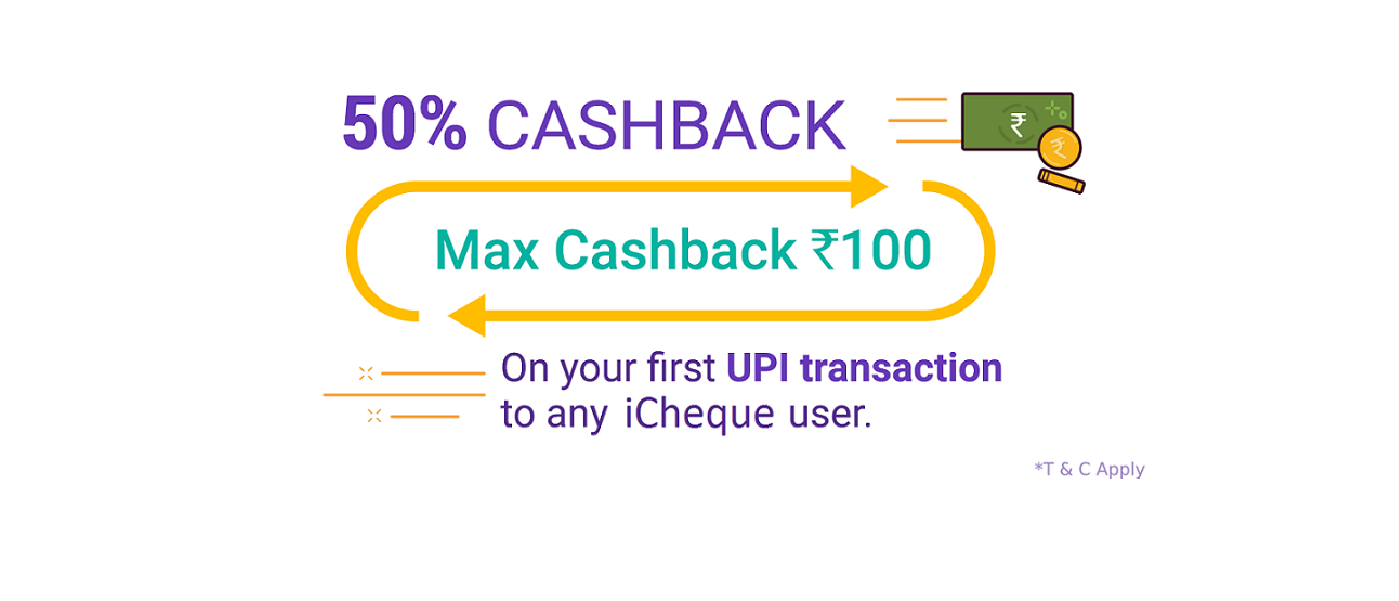 50% CASHBACK
₹
₹
Max Cashback ₹100
On your first UPI transaction
to any iCheque user.
*T & C Apply